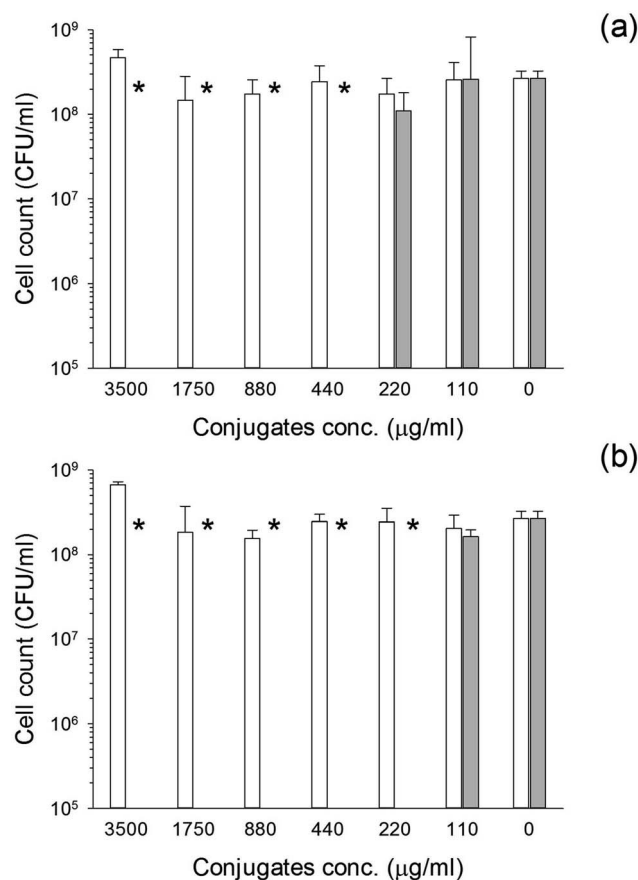 (a)
10⁹
10⁸
10⁷
10⁶
10⁵
Cell count (CFU/ml)
* * * *
3500 1750 880 440 220 110 0
Conjugates conc. (μg/ml)
(b)
10⁹
10⁸
10⁷
10⁶
10⁵
Cell count (CFU/ml)
* * * * *
3500 1750 880 440 220 110 0
Conjugates conc. (μg/ml)